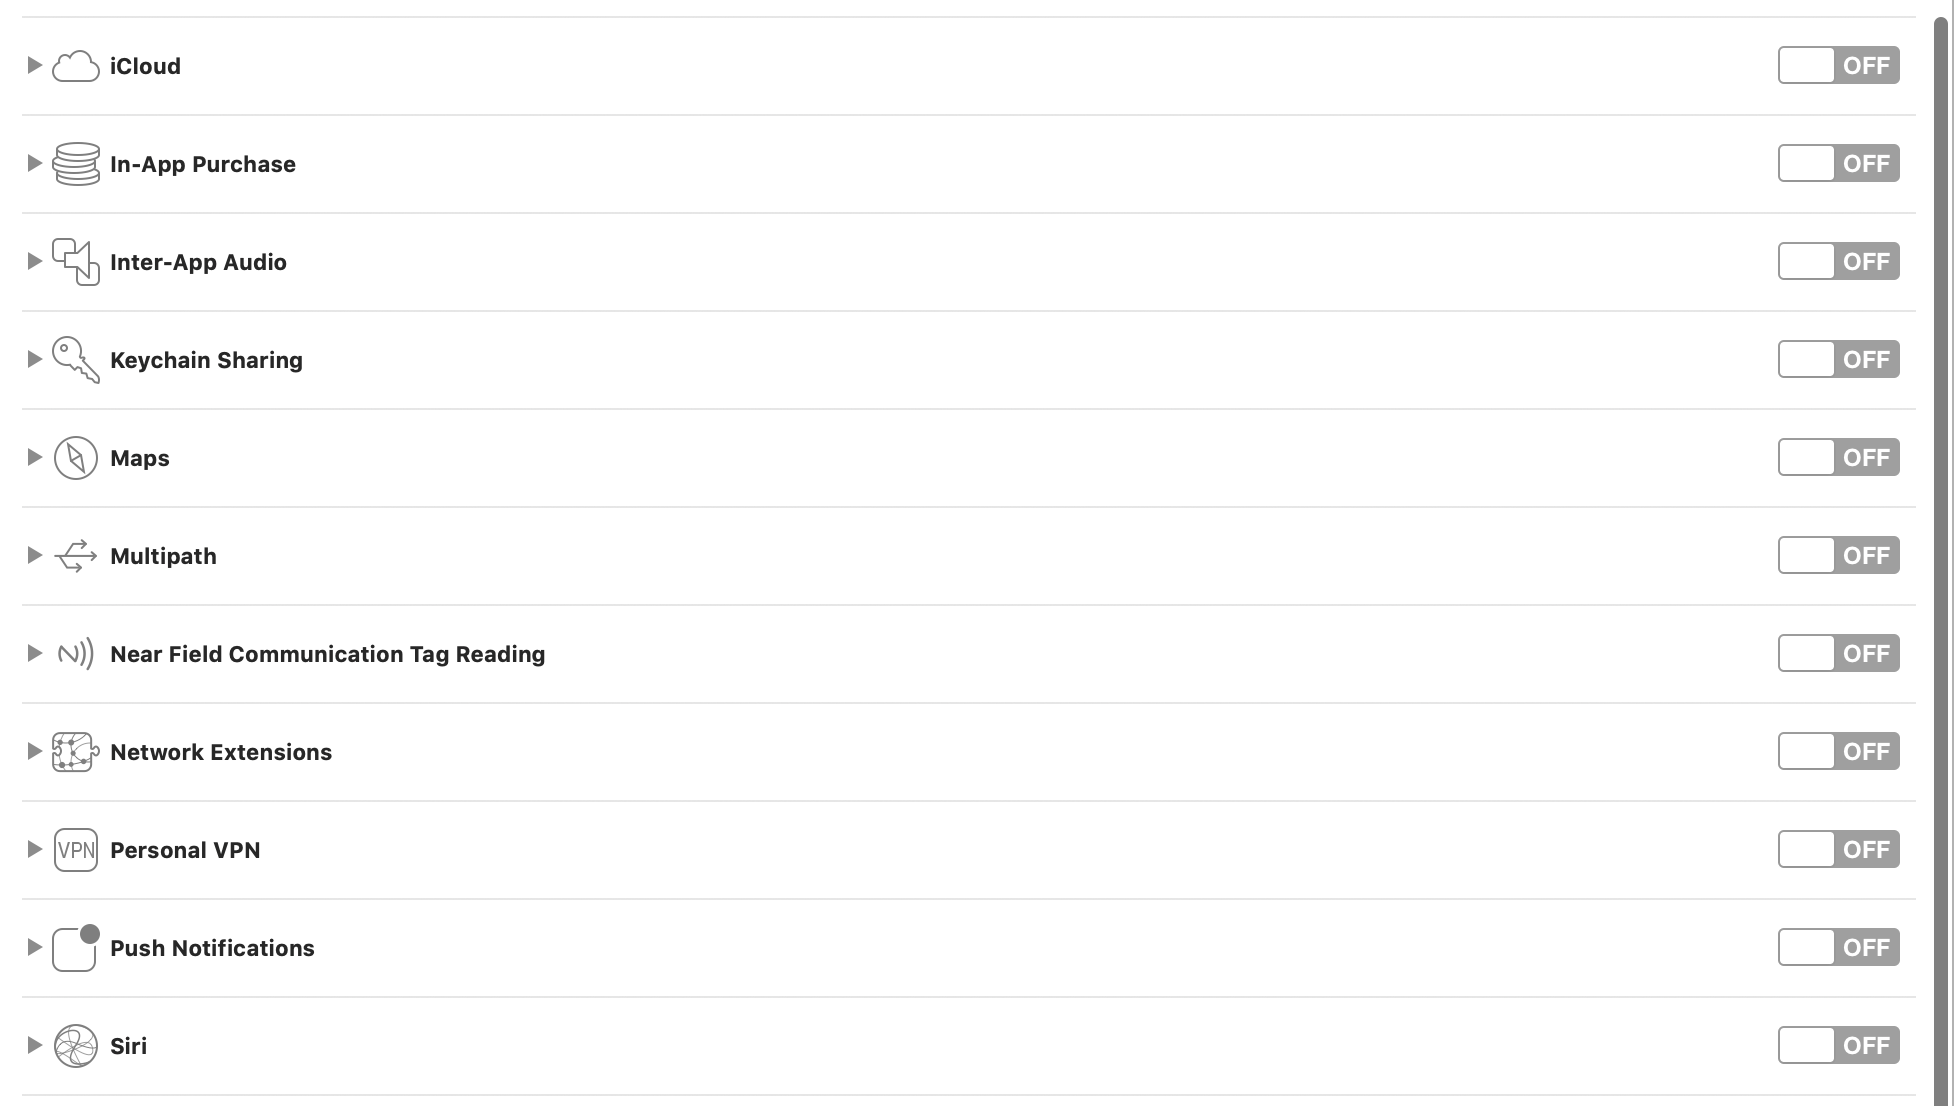 iCloud OFF
In-App Purchase OFF
Inter-App Audio OFF
Keychain Sharing OFF
Maps OFF
Multipath OFF
Near Field Communication Tag Reading OFF
Network Extensions OFF
VPN Personal VPN OFF
Push Notifications OFF
Siri OFF